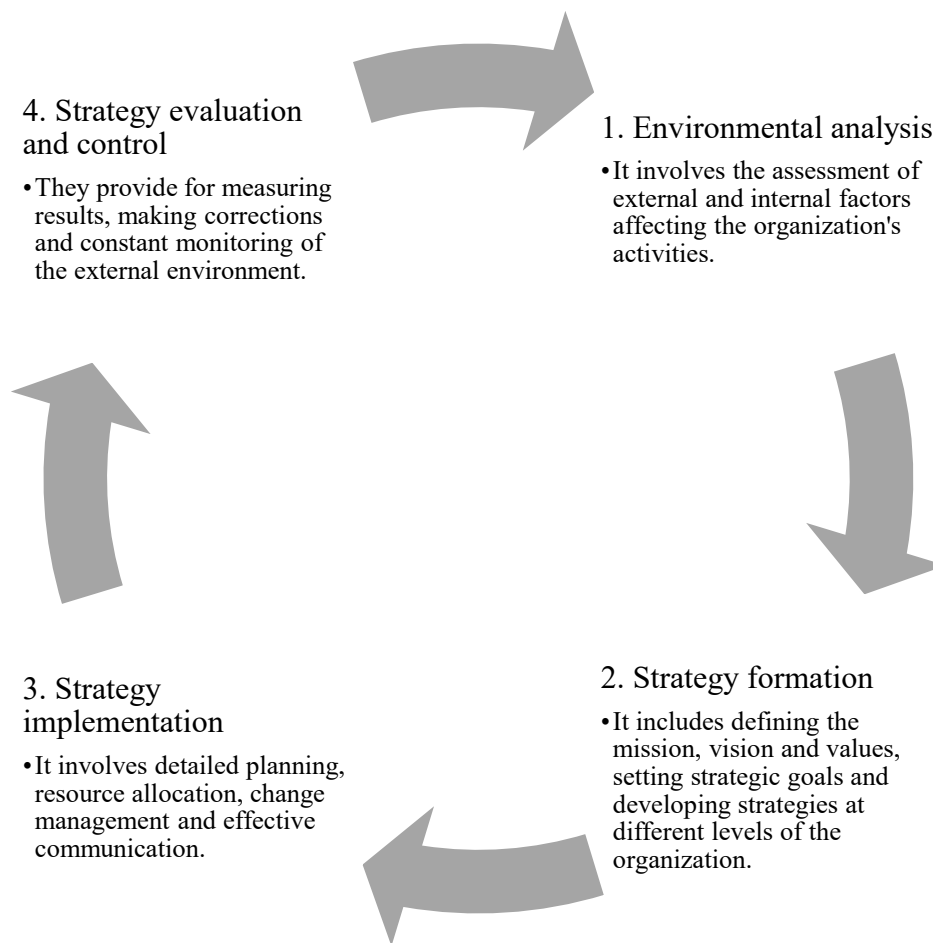 1. Environmental analysis
•It involves the assessment of
external and internal factors
affecting the organization's
activities.
2. Strategy formation
•It includes defining the
mission, vision and values,
setting strategic goals and
developing strategies at
different levels of the
organization.
3. Strategy
implementation
•It involves detailed planning,
resource allocation, change
management and effective
communication.
4. Strategy evaluation
and control
•They provide for measuring
results, making corrections
and constant monitoring of
the external environment.